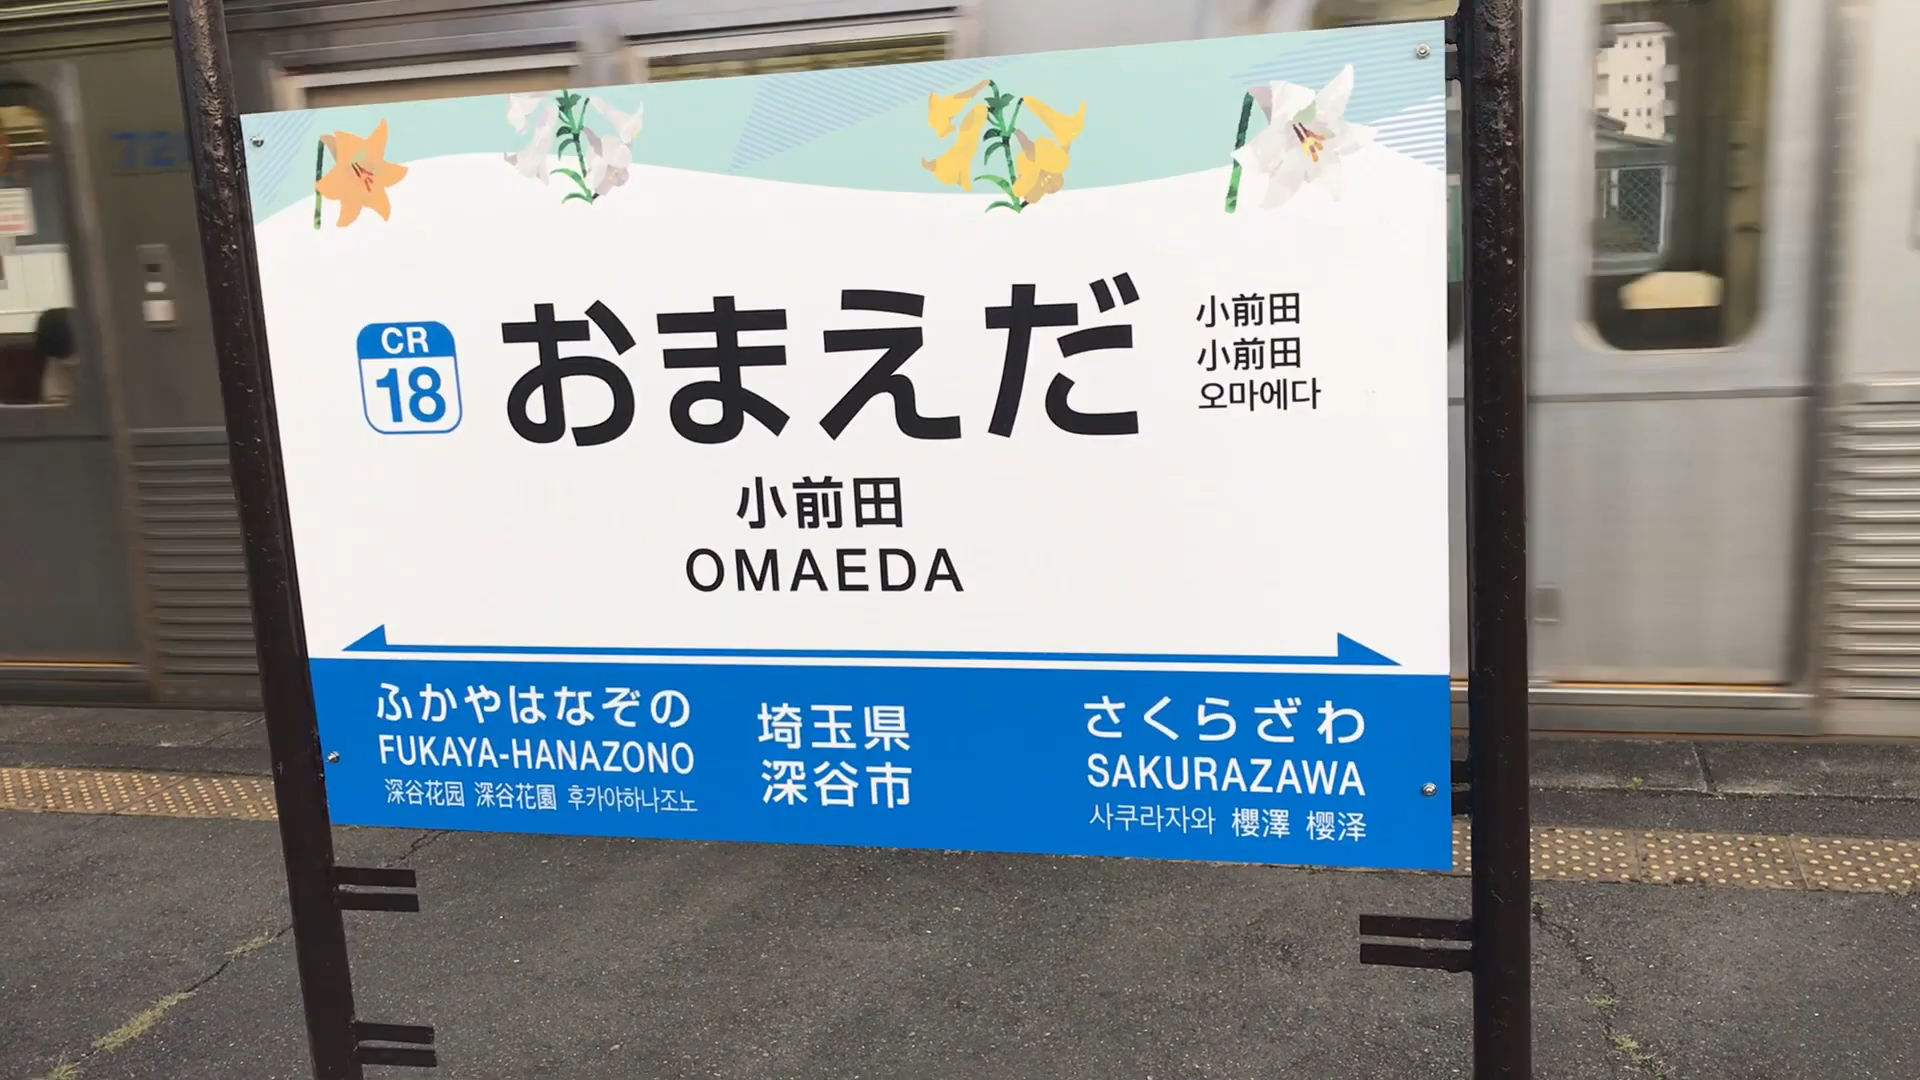 CR
18
おまえだ
小前田
小前田
오마에다
小前田
OMAEDA
ふかやはなぞの
FUKAYA-HANAZONO
深谷花园 深谷花園 후카야하나조노
埼玉県
深谷市
さくらざわ
SAKURAZAWA
사쿠라자와 櫻澤 樱泽